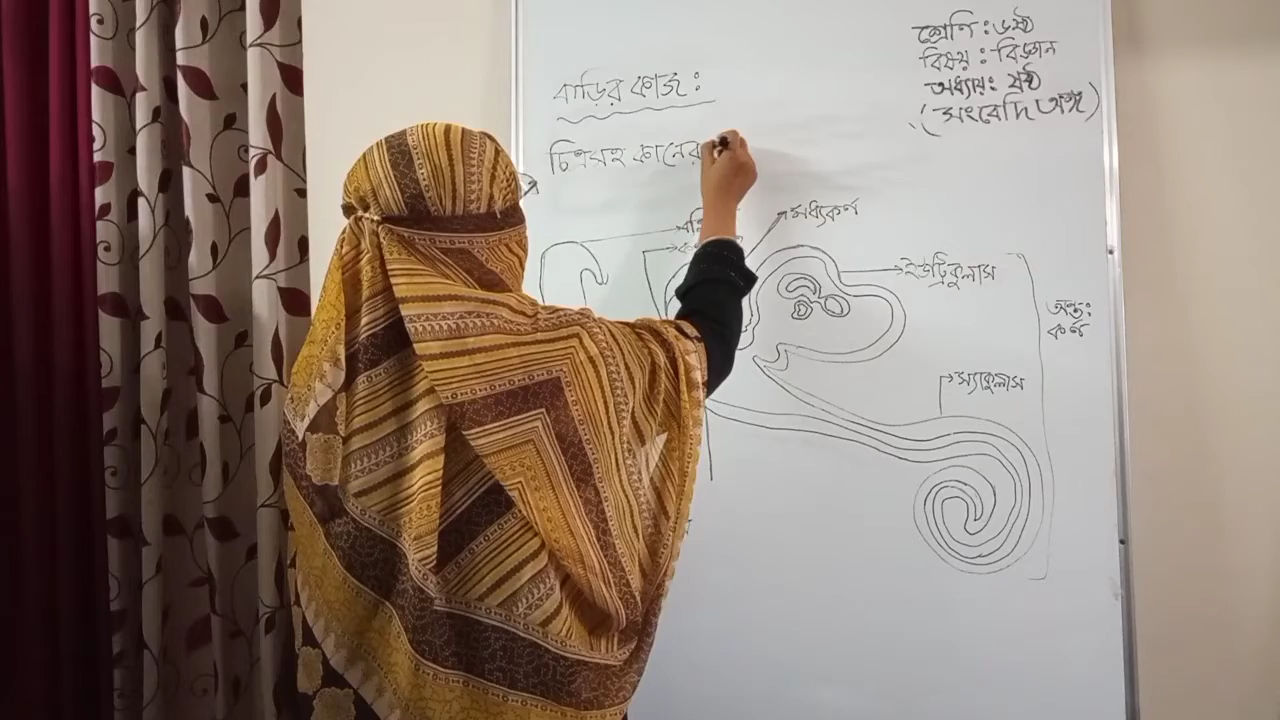 শ্রেণি : ৬ষ্ঠ
বিষয় : বিজ্ঞান
অধ্যায়: ষষ্ঠ
(সংবেদি অঙ্গ)
বাড়ির কাজ :
চিত্রসহ কানের
মধ্যকর্ণ
ইউট্রিকুলাস
অন্তঃ
কর্ণ
স্যাকুলাস